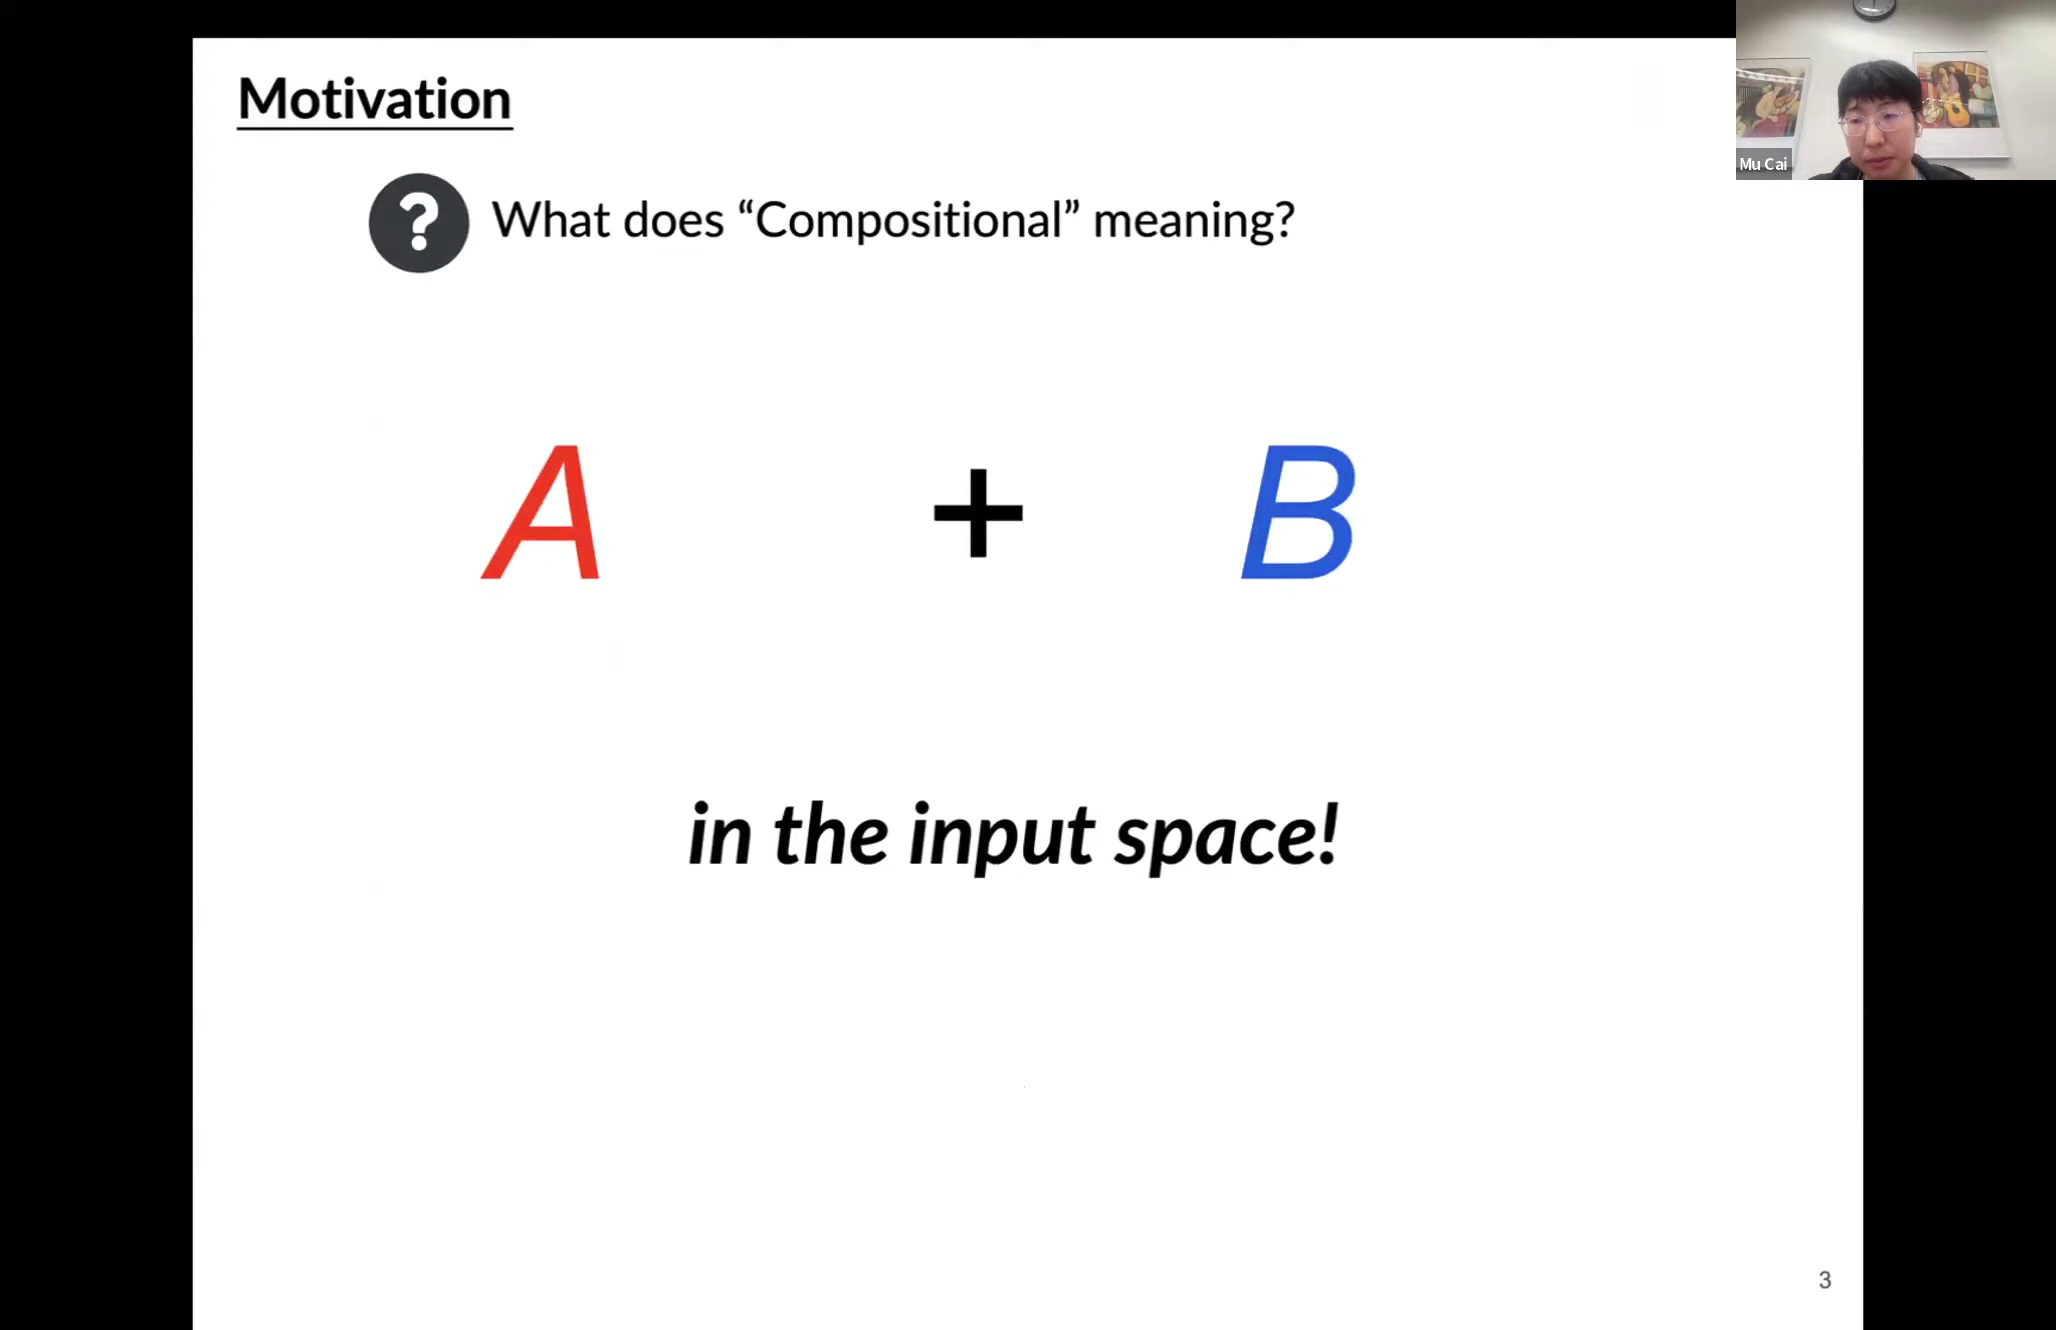 Motivation
? What does “Compositional” meaning?
A + B
in the input space!
3
Mu Cai